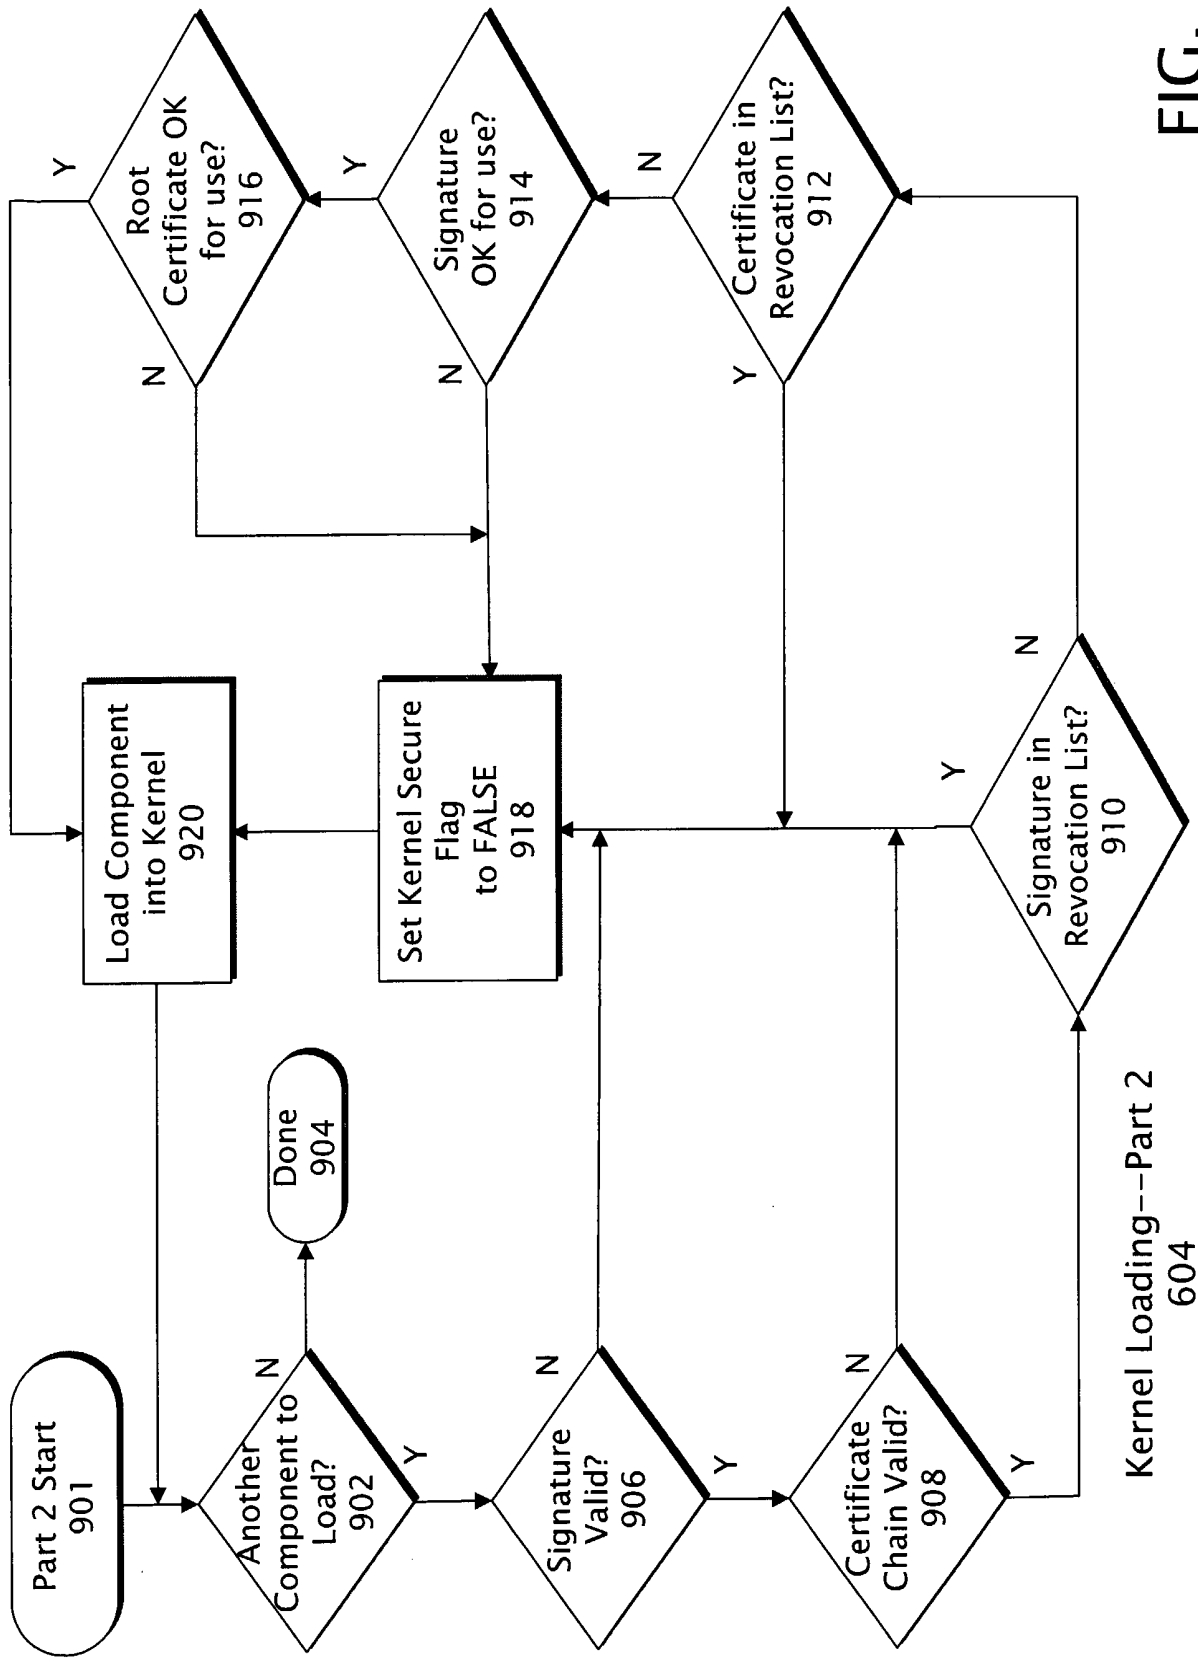 Part 2 Start
901
Another
Component to
Load?
902
N
Y
Done
904
Signature
Valid?
906
N
Y
Certificate
Chain Valid?
908
N
Y
Signature in
Revocation List?
910
Y
N
Certificate in
Revocation List?
912
Y
N
Signature
OK for use?
914
N
Y
Root
Certificate OK
for use?
916
N
Y
Set Kernel Secure
Flag
to FALSE
918
Load Component
into Kernel
920
Kernel Loading---Part 2
604
FIG.